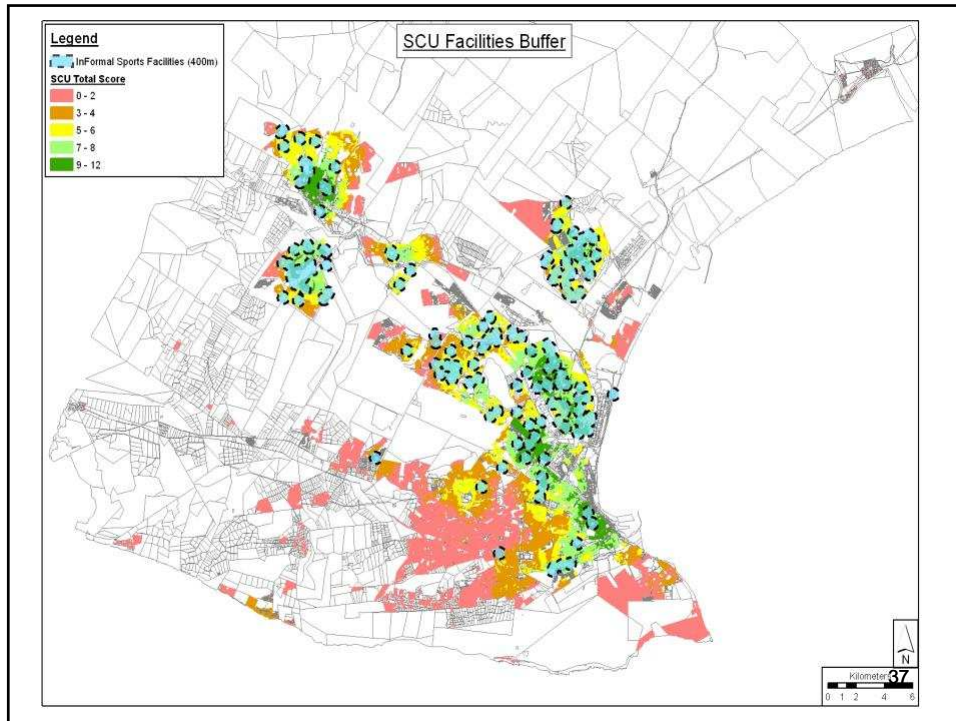 SCU Facilities Buffer
Legend
InFormal Sports Facilities (400m)
SCU Total Score
0 - 2
3 - 4
5 - 6
7 - 8
9 - 12
N
Kilometers
37
0 1 2 4 6